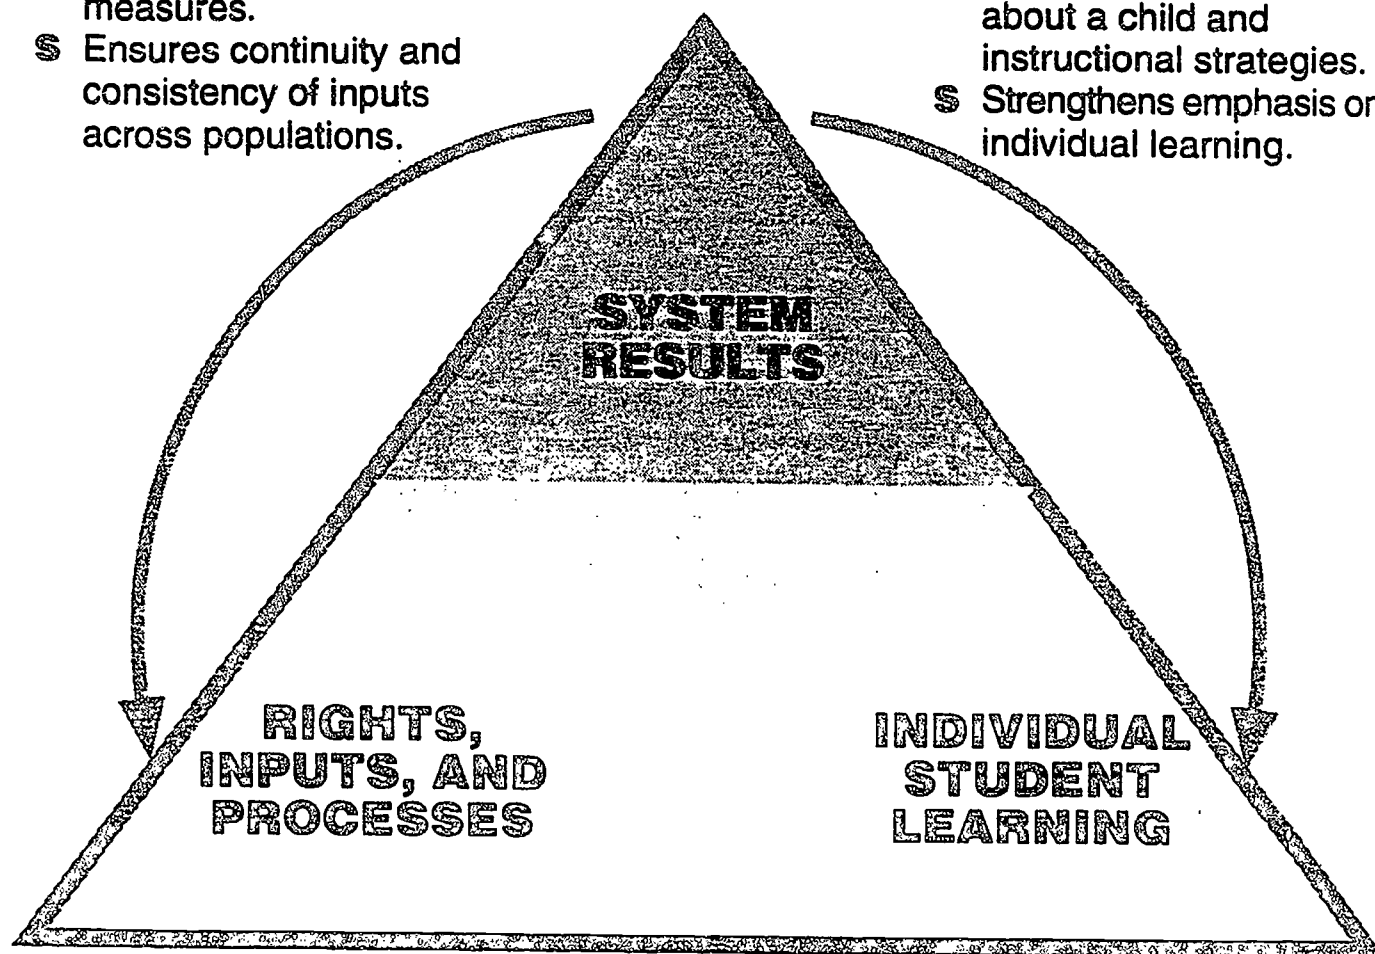 measures.
S Ensures continuity and
consistency of inputs
across populations.
about a child and
instructional strategies.
S Strengthens emphasis on
individual learning.
SYSTEM
RESULTS
RIGHTS,
INPUTS, AND
PROCESSES
INDIVIDUAL
STUDENT
LEARNING